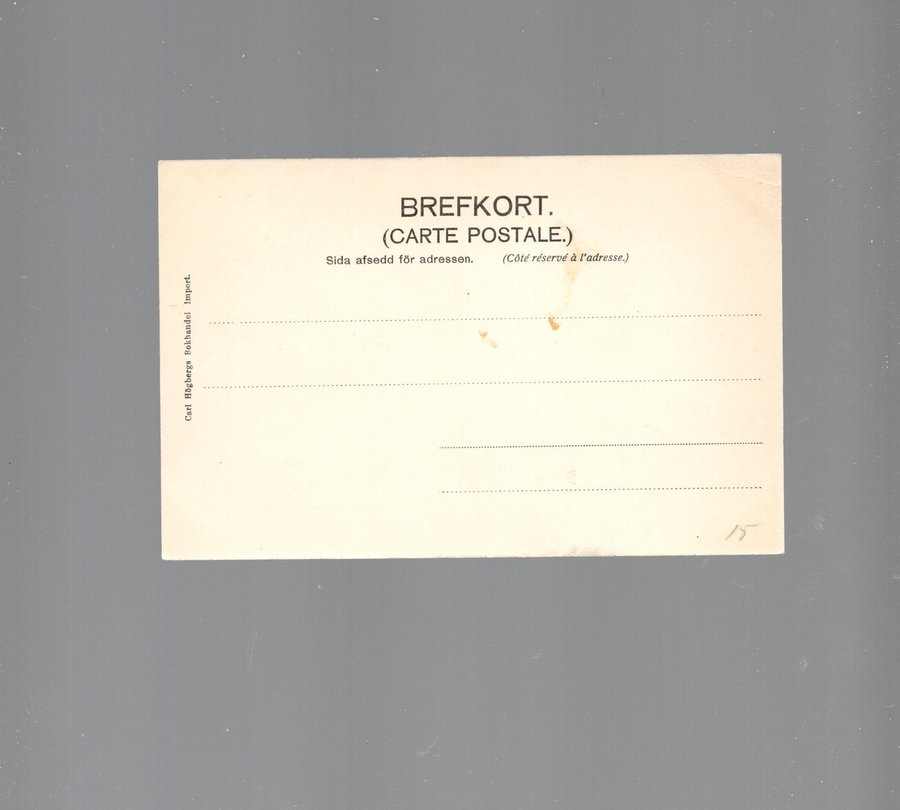 BREFKORT.
(CARTE POSTALE.)
Sida afsedd för adressen. (Côté réservé à l'adresse.)
Carl Högbergs Bokhandel Import.
15